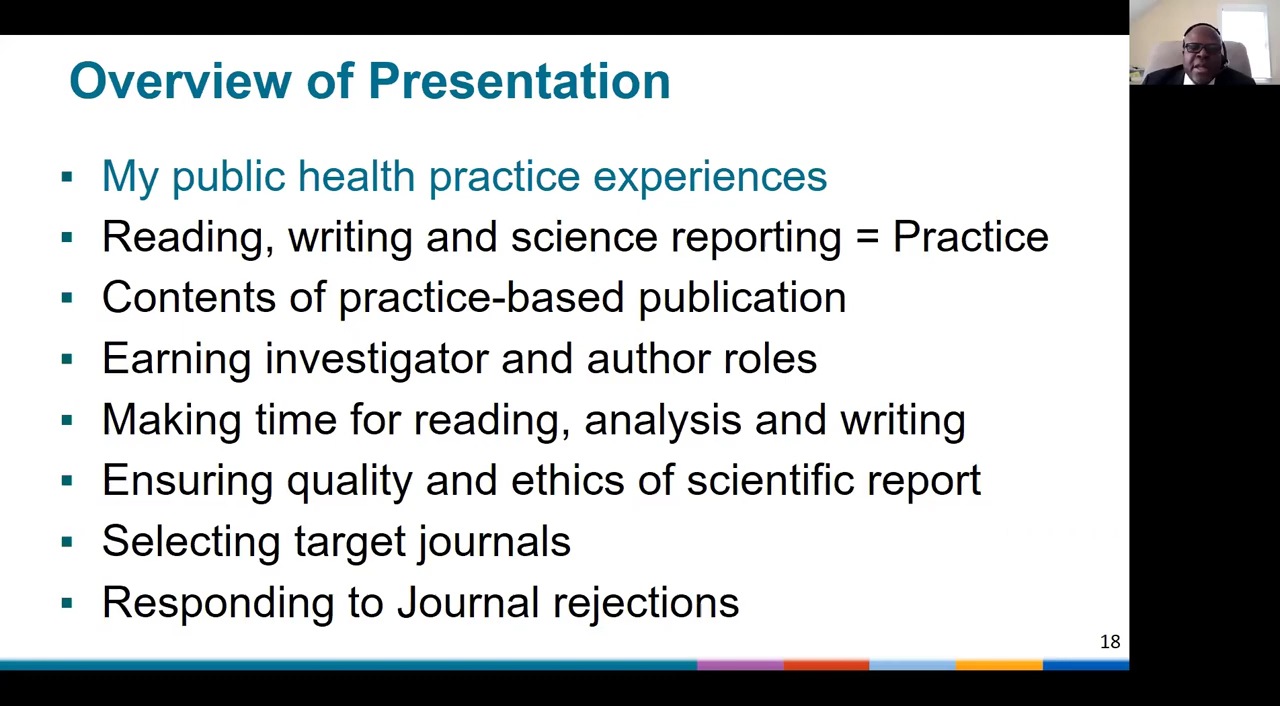 Overview of Presentation
▪ My public health practice experiences
▪ Reading, writing and science reporting = Practice
▪ Contents of practice-based publication
▪ Earning investigator and author roles
▪ Making time for reading, analysis and writing
▪ Ensuring quality and ethics of scientific report
▪ Selecting target journals
▪ Responding to Journal rejections
18